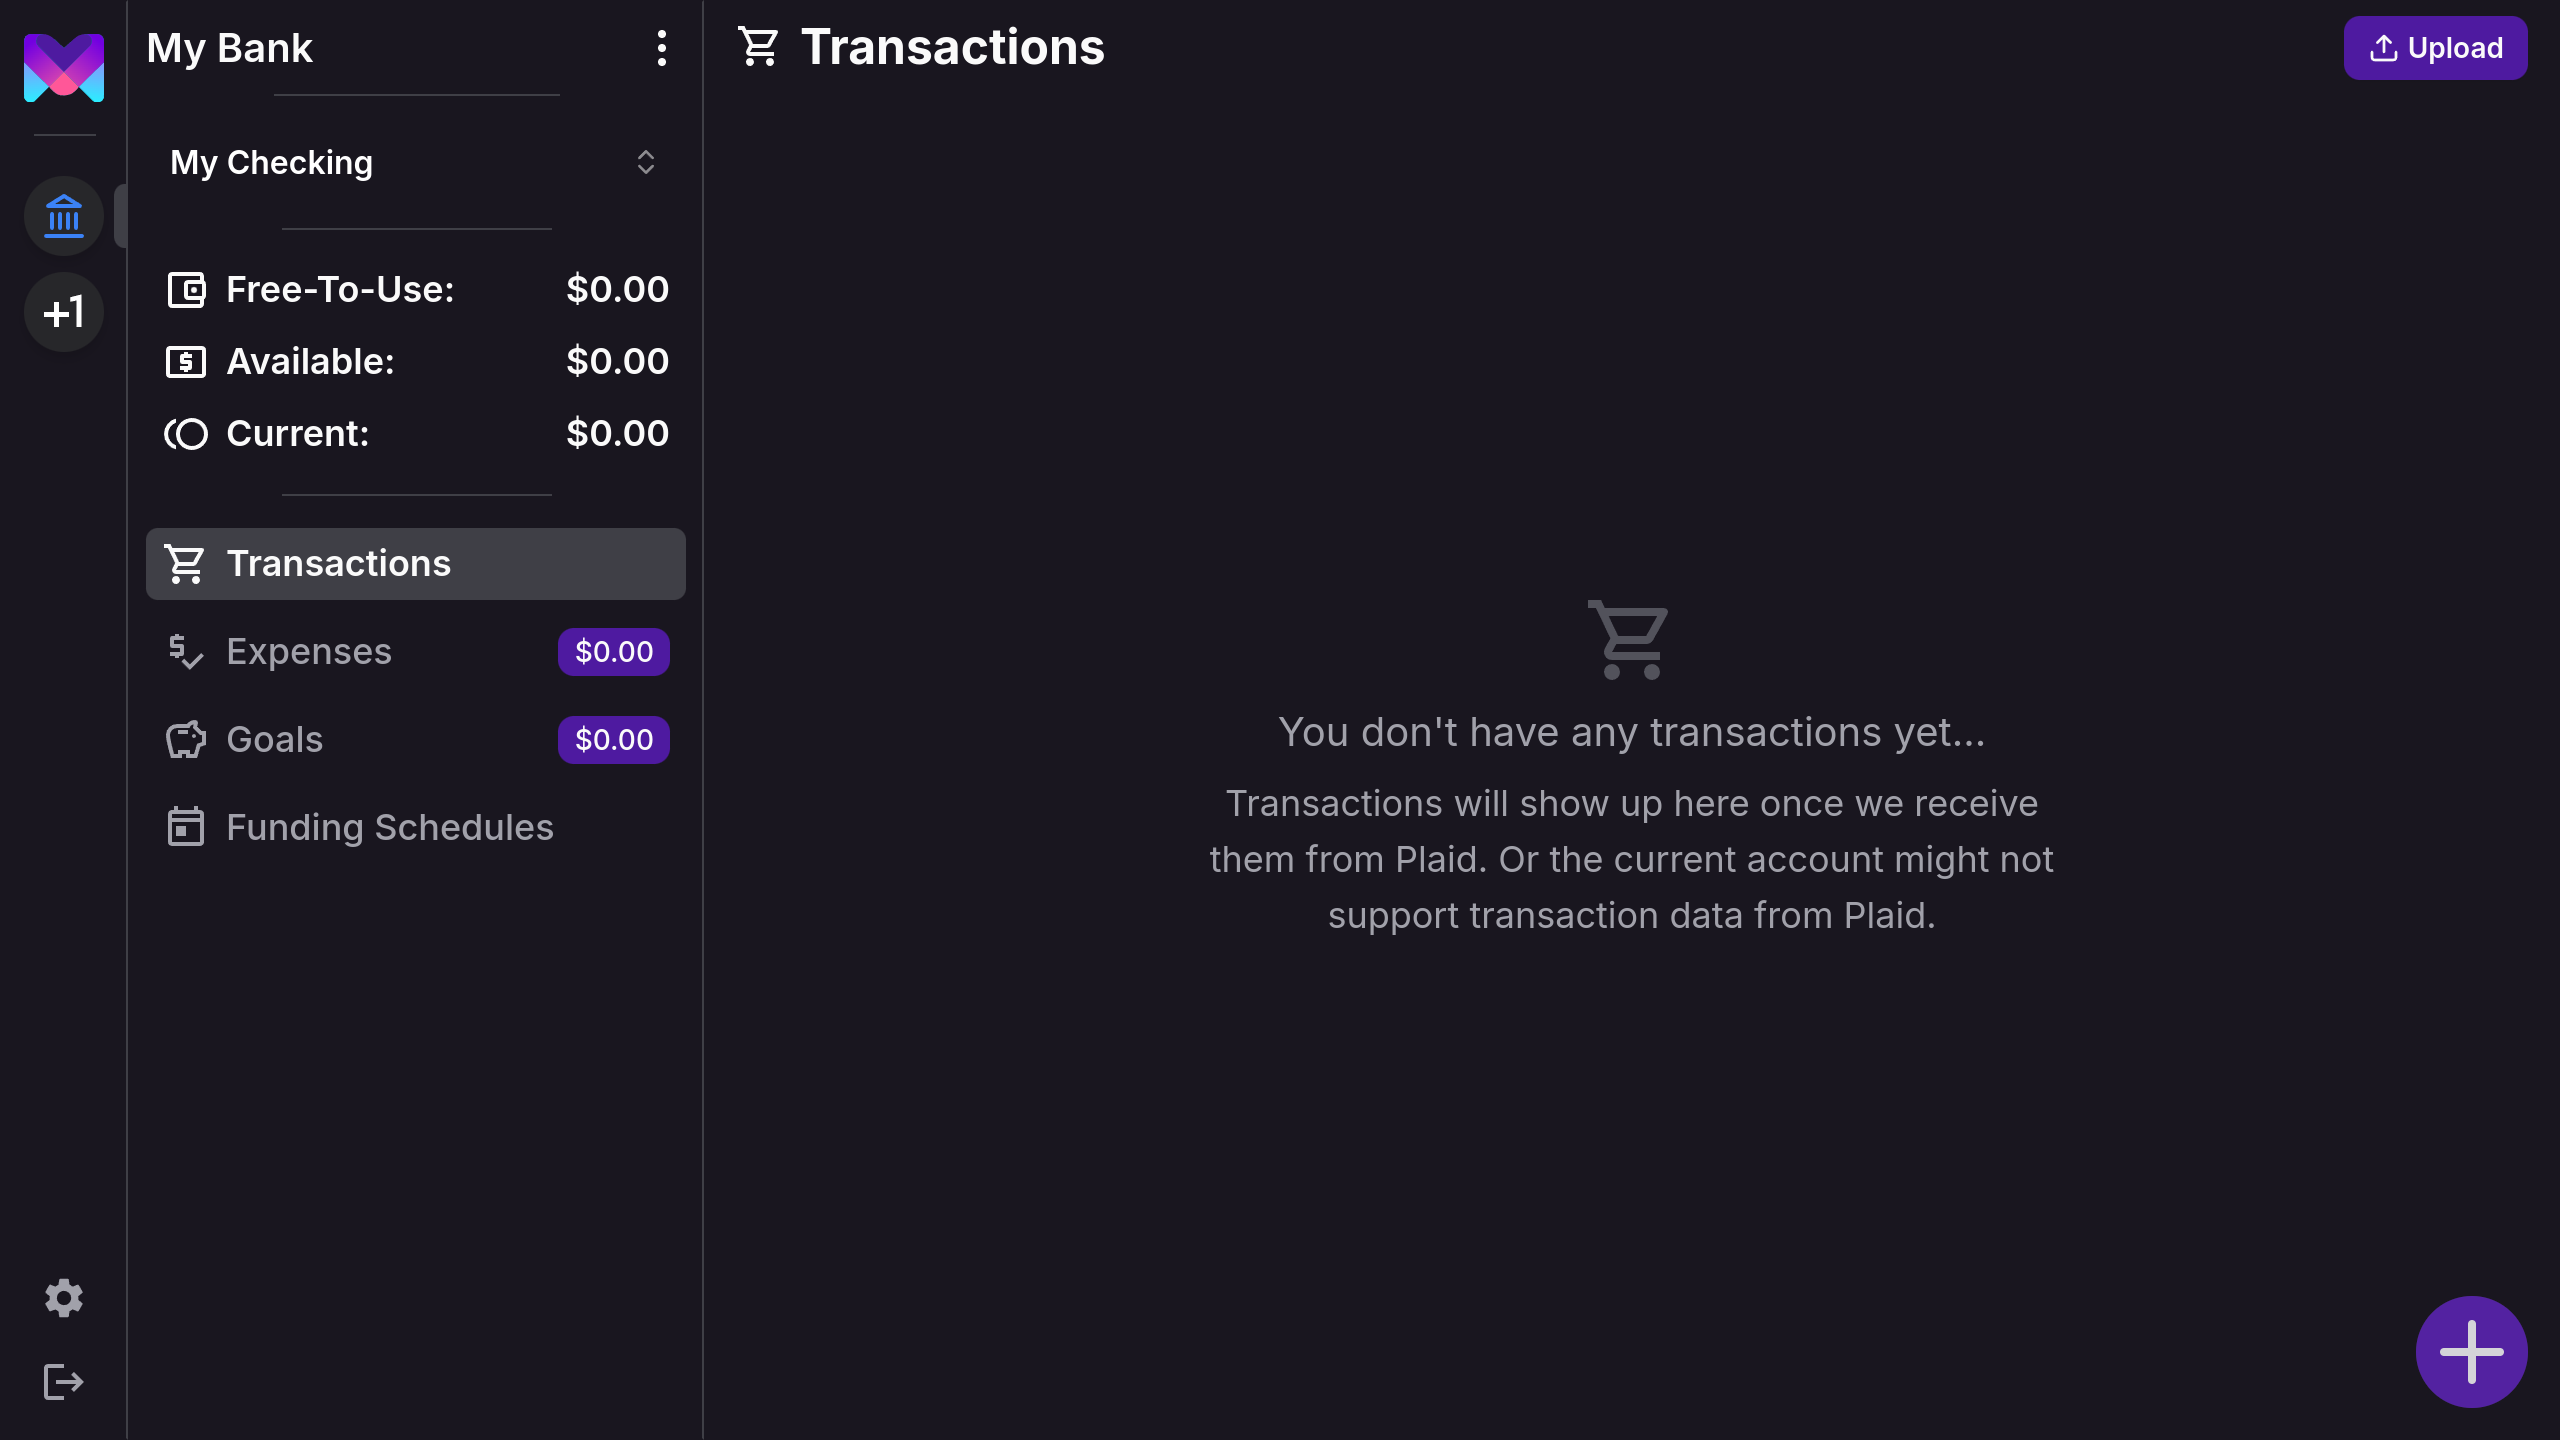 My Bank
My Checking
Free-To-Use: $0.00
Available: $0.00
Current: $0.00
Transactions
Expenses $0.00
Goals $0.00
Funding Schedules
+1
Transactions
Upload
You don't have any transactions yet...
Transactions will show up here once we receive
them from Plaid. Or the current account might not
support transaction data from Plaid.